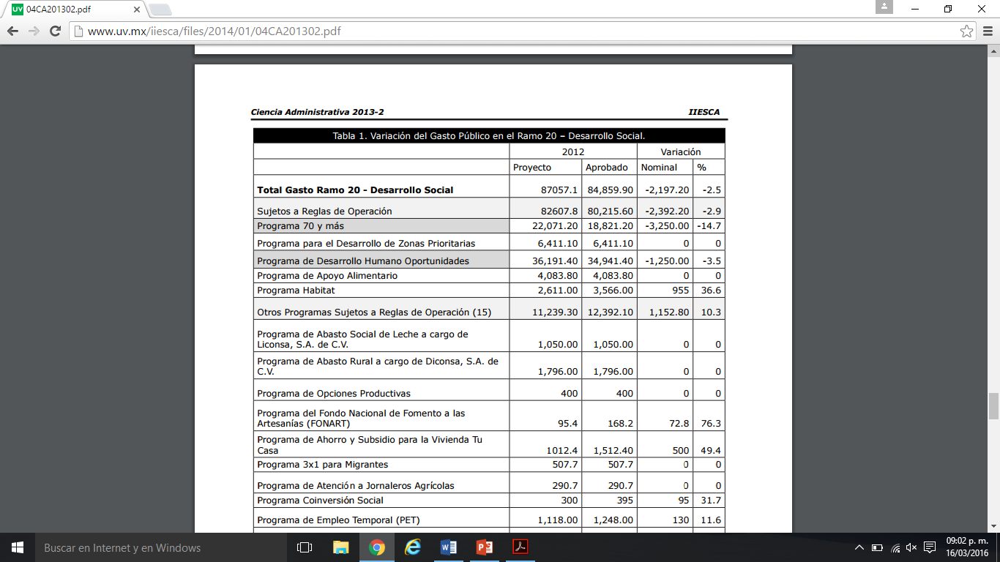 04CA201302.pdf
www.uv.mx/iiesca/files/2014/01/04CA201302.pdf
Ciencia Administrativa 2013-2 IIESCA
Tabla 1. Variación del Gasto Público en el Ramo 20 – Desarrollo Social.
2012 Variación
Proyecto Aprobado Nominal %
Total Gasto Ramo 20 - Desarrollo Social 87057.1 84,859.90 -2,197.20 -2.5
Sujetos a Reglas de Operación 82607.8 80,215.60 -2,392.20 -2.9
Programa 70 y más 22,071.20 18,821.20 -3,250.00 -14.7
Programa para el Desarrollo de Zonas Prioritarias 6,411.10 6,411.10 0 0
Programa de Desarrollo Humano Oportunidades 36,191.40 34,941.40 -1,250.00 -3.5
Programa de Apoyo Alimentario 4,083.80 4,083.80 0 0
Programa Habitat 2,611.00 3,566.00 955 36.6
Otros Programas Sujetos a Reglas de Operación (15) 11,239.30 12,392.10 1,152.80 10.3
Programa de Abasto Social de Leche a cargo de
Liconsa, S.A. de C.V. 1,050.00 1,050.00 0 0
Programa de Abasto Rural a cargo de Diconsa, S.A. de
C.V. 1,796.00 1,796.00 0 0
Programa de Opciones Productivas 400 400 0 0
Programa del Fondo Nacional de Fomento a las
Artesanías (FONART) 95.4 168.2 72.8 76.3
Programa de Ahorro y Subsidio para la Vivienda Tu
Casa 1012.4 1,512.40 500 49.4
Programa 3x1 para Migrantes 507.7 507.7 0 0
Programa de Atención a Jornaleros Agrícolas 290.7 290.7 0 0
Programa Coinversión Social 300 395 95 31.7
Programa de Empleo Temporal (PET) 1,118.00 1,248.00 130 11.6
Buscar en Internet y en Windows
09:02 p. m.
16/03/2016